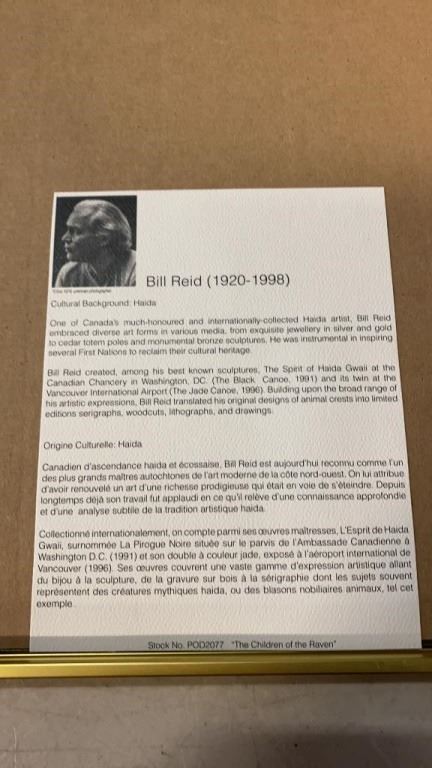 Bill Reid (1920-1998)
Cultural Background: Haida
One of Canada's much-honoured and internationally-collected Haida artist, Bill Reid
embraced diverse art forms in various media, from exquisite jewellery in silver and gold
to cedar totem poles and monumental bronze sculptures. He was instrumental in inspiring
several First Nations to reclaim their cultural heritage.
Bill Reid created, among his best known sculptures, The Spirit of Haida Gwaii at the
Canadian Chancery in Washington, DC. (The Black Canoe, 1991) and its twin at the
Vancouver International Airport (The Jade Canoe, 1996). Building upon the broad range of
his artistic expressions, Bill Reid translated his original designs of animal crests into limited
editions serigraphs, woodcuts, lithographs, and drawings.
Origine Culturelle: Haida
Canadien d'ascendance haida et écossaise, Bill Reid est aujourd'hui reconnu comme l'un
des plus grands maîtres autochtones de l'art moderne de la côte nord-ouest. On lui attribue
d'avoir renouvelé un art d'une richesse prodigieuse qui était en voie de s'éteindre. Depuis
longtemps déjà son travail fut applaudi en ce qu'il relève d'une connaissance approfondie
et d'une analyse subtile de la tradition artistique haida.
Collectionné internationalement, on compte parmi ses œuvres maîtresses, L'Esprit de Haida
Gwaii, surnommée La Pirogue Noire située sur le parvis de l'Ambassade Canadienne à
Washington D.C. (1991) et son double à couleur jade, exposé à l'aéroport international de
Vancouver (1996). Ses œuvres couvrent une vaste gamme d'expression artistique allant
du bijou à la sculpture, de la gravure sur bois à la sérigraphie dont les sujets souvent
représentent des créatures mythiques haida, ou des blasons nobiliaires animaux, tel cet
exemple.
Stock No. POD2077 "The Children of the Raven"